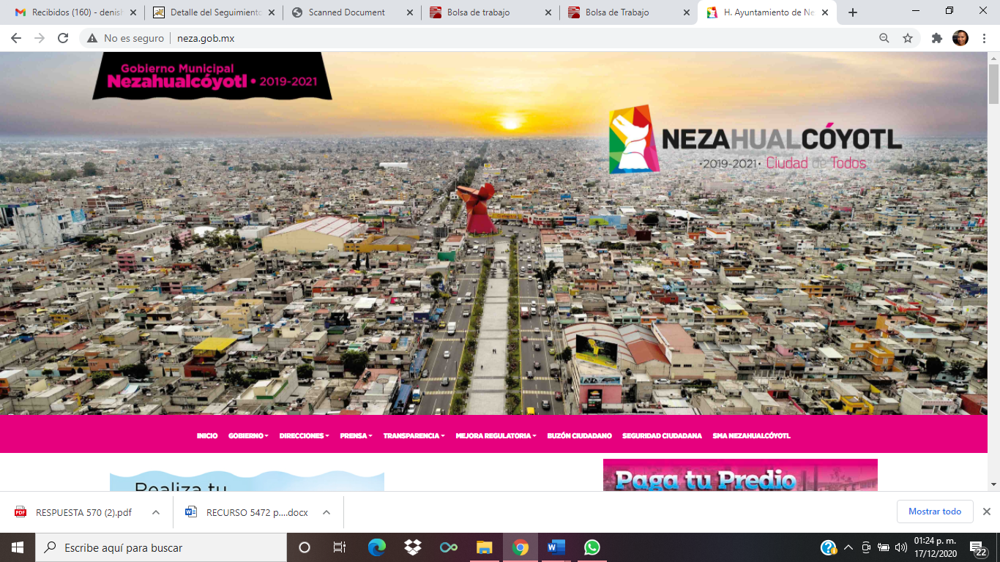 Recibidos (160) - denish
Detalle del Seguimiento
Scanned Document
Bolsa de trabajo
Bolsa de Trabajo
H. Ayuntamiento de Ne
No es seguro
neza.gob.mx
Gobierno Municipal
Nezahualcóyotl • 2019-2021
NEZAHUALCÓYOTL
•2019-2021• Ciudad de Todos
INICIO GOBIERNO DIRECCIONES PRENSA TRANSPARENCIA MEJORA REGULATORIA BUZÓN CIUDADANO SEGURIDAD CIUDADANA SMA NEZAHUALCÓYOTL
Realiza tu
Paga tu Predio
RESPUESTA 570 (2).pdf
RECURSO 5472 p....docx
Mostrar todo
Escribe aquí para buscar
01:24 p. m.
17/12/2020
22